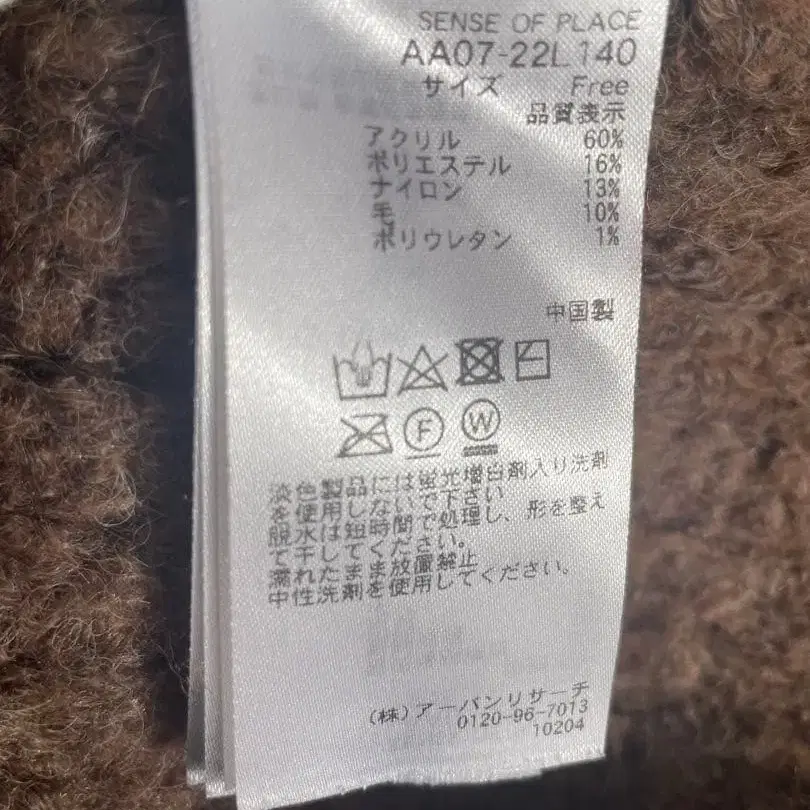 SENSE OF PLACE
AA07-22L140
サイズ Free
品質表示
アクリル 60%
ポリエステル 16%
ナイロン 13%
毛 10%
ポリウレタン 1%
中国製
F W
淡色製品には蛍光増白剤入り洗剤
を使用しないで下さい
脱水は短時間で処理し、形を整え
て干してください。
濡れたまま放置禁止
中性洗剤を使用してください。
(株)アーバンリサーチ
0120-96-7013
10204